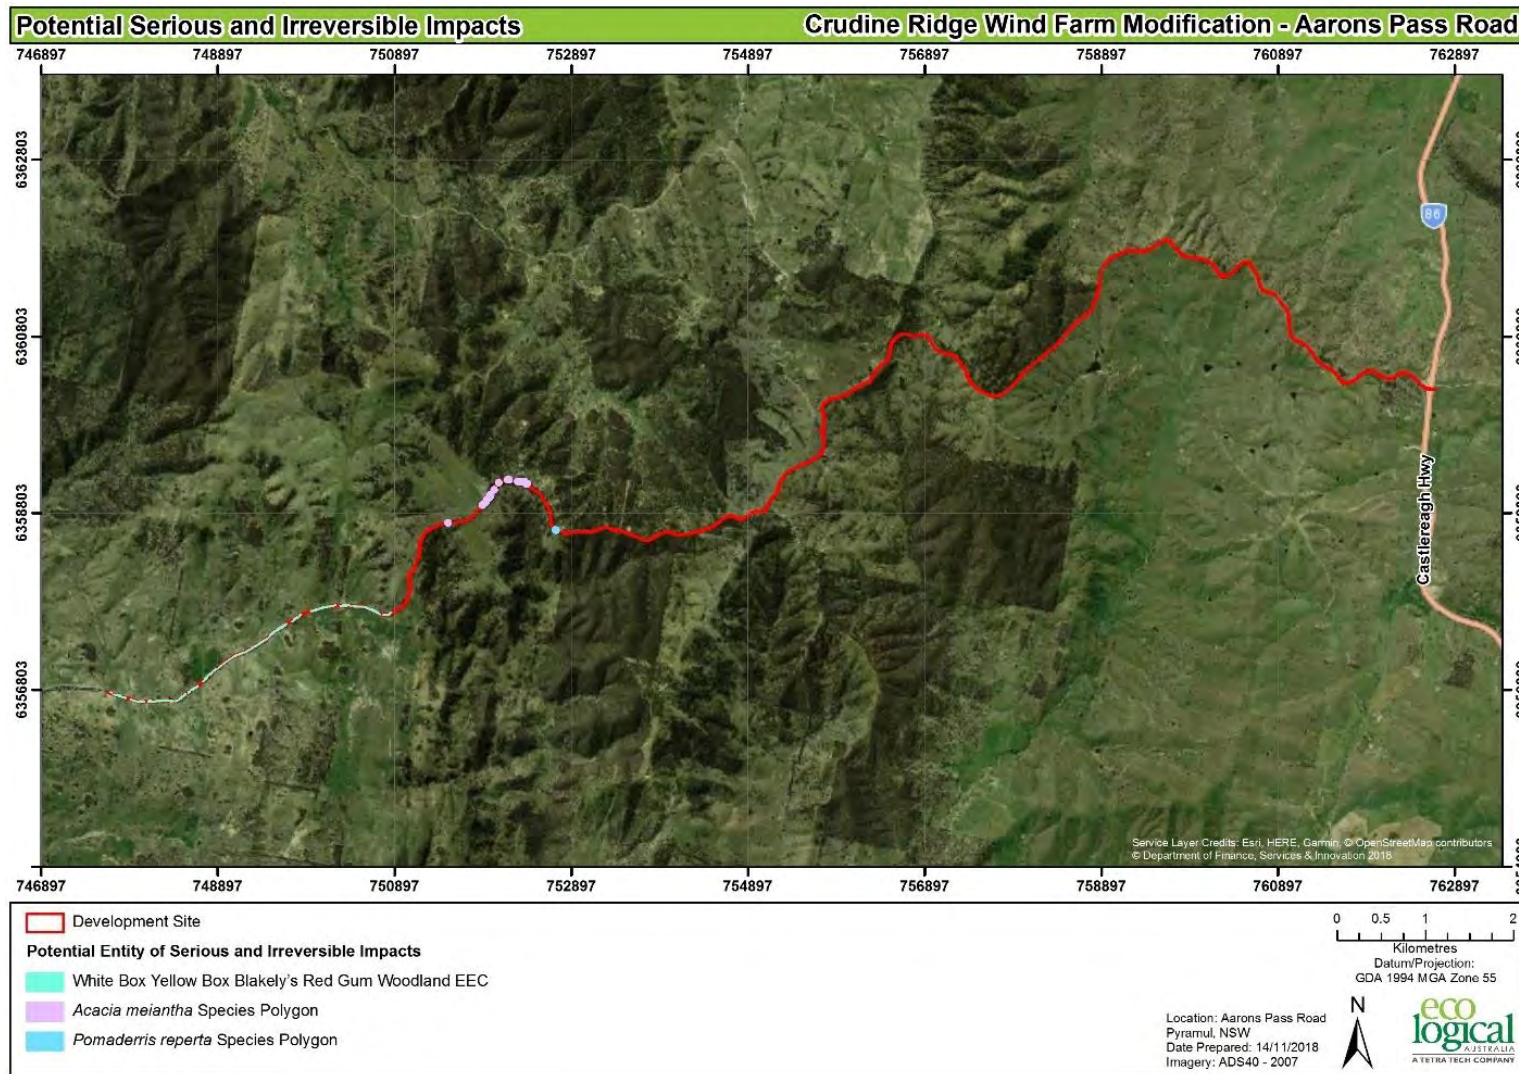 Potential Serious and Irreversible Impacts
Crudine Ridge Wind Farm Modification - Aarons Pass Road
746897 748897 750897 752897 754897 756897 758897 760897 762897
6362803
6360803
6358803
6356803
86
Castlereagh Hwy
Service Layer Credits: Esri, HERE, Garmin, © OpenStreetMap contributors
© Department of Finance, Services & Innovation 2018
746897 748897 750897 752897 754897 756897 758897 760897 762897
Development Site
Potential Entity of Serious and Irreversible Impacts
White Box Yellow Box Blakely's Red Gum Woodland EEC
Acacia meiantha Species Polygon
Pomaderris reperta Species Polygon
0 0.5 1 2
Kilometres
Datum/Projection:
GDA 1994 MGA Zone 55
Location: Aarons Pass Road
Pyramul, NSW
Date Prepared: 14/11/2018
Imagery: ADS40 - 2007
N
eco
logical
AUSTRALIA
A TETRA TECH COMPANY